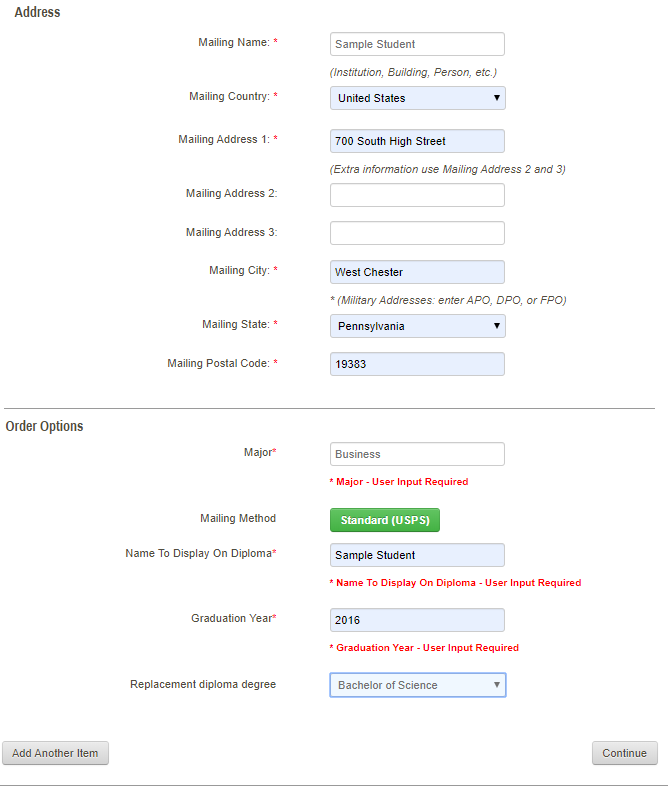 Address
Mailing Name: * Sample Student
(Institution, Building, Person, etc.)
Mailing Country: * United States
Mailing Address 1: * 700 South High Street
(Extra information use Mailing Address 2 and 3)
Mailing Address 2:
Mailing Address 3:
Mailing City: * West Chester
* (Military Addresses: enter APO, DPO, or FPO)
Mailing State: * Pennsylvania
Mailing Postal Code: * 19383
Order Options
Major* Business
* Major - User Input Required
Mailing Method Standard (USPS)
Name To Display On Diploma* Sample Student
* Name To Display On Diploma - User Input Required
Graduation Year* 2016
* Graduation Year - User Input Required
Replacement diploma degree Bachelor of Science
Add Another Item Continue